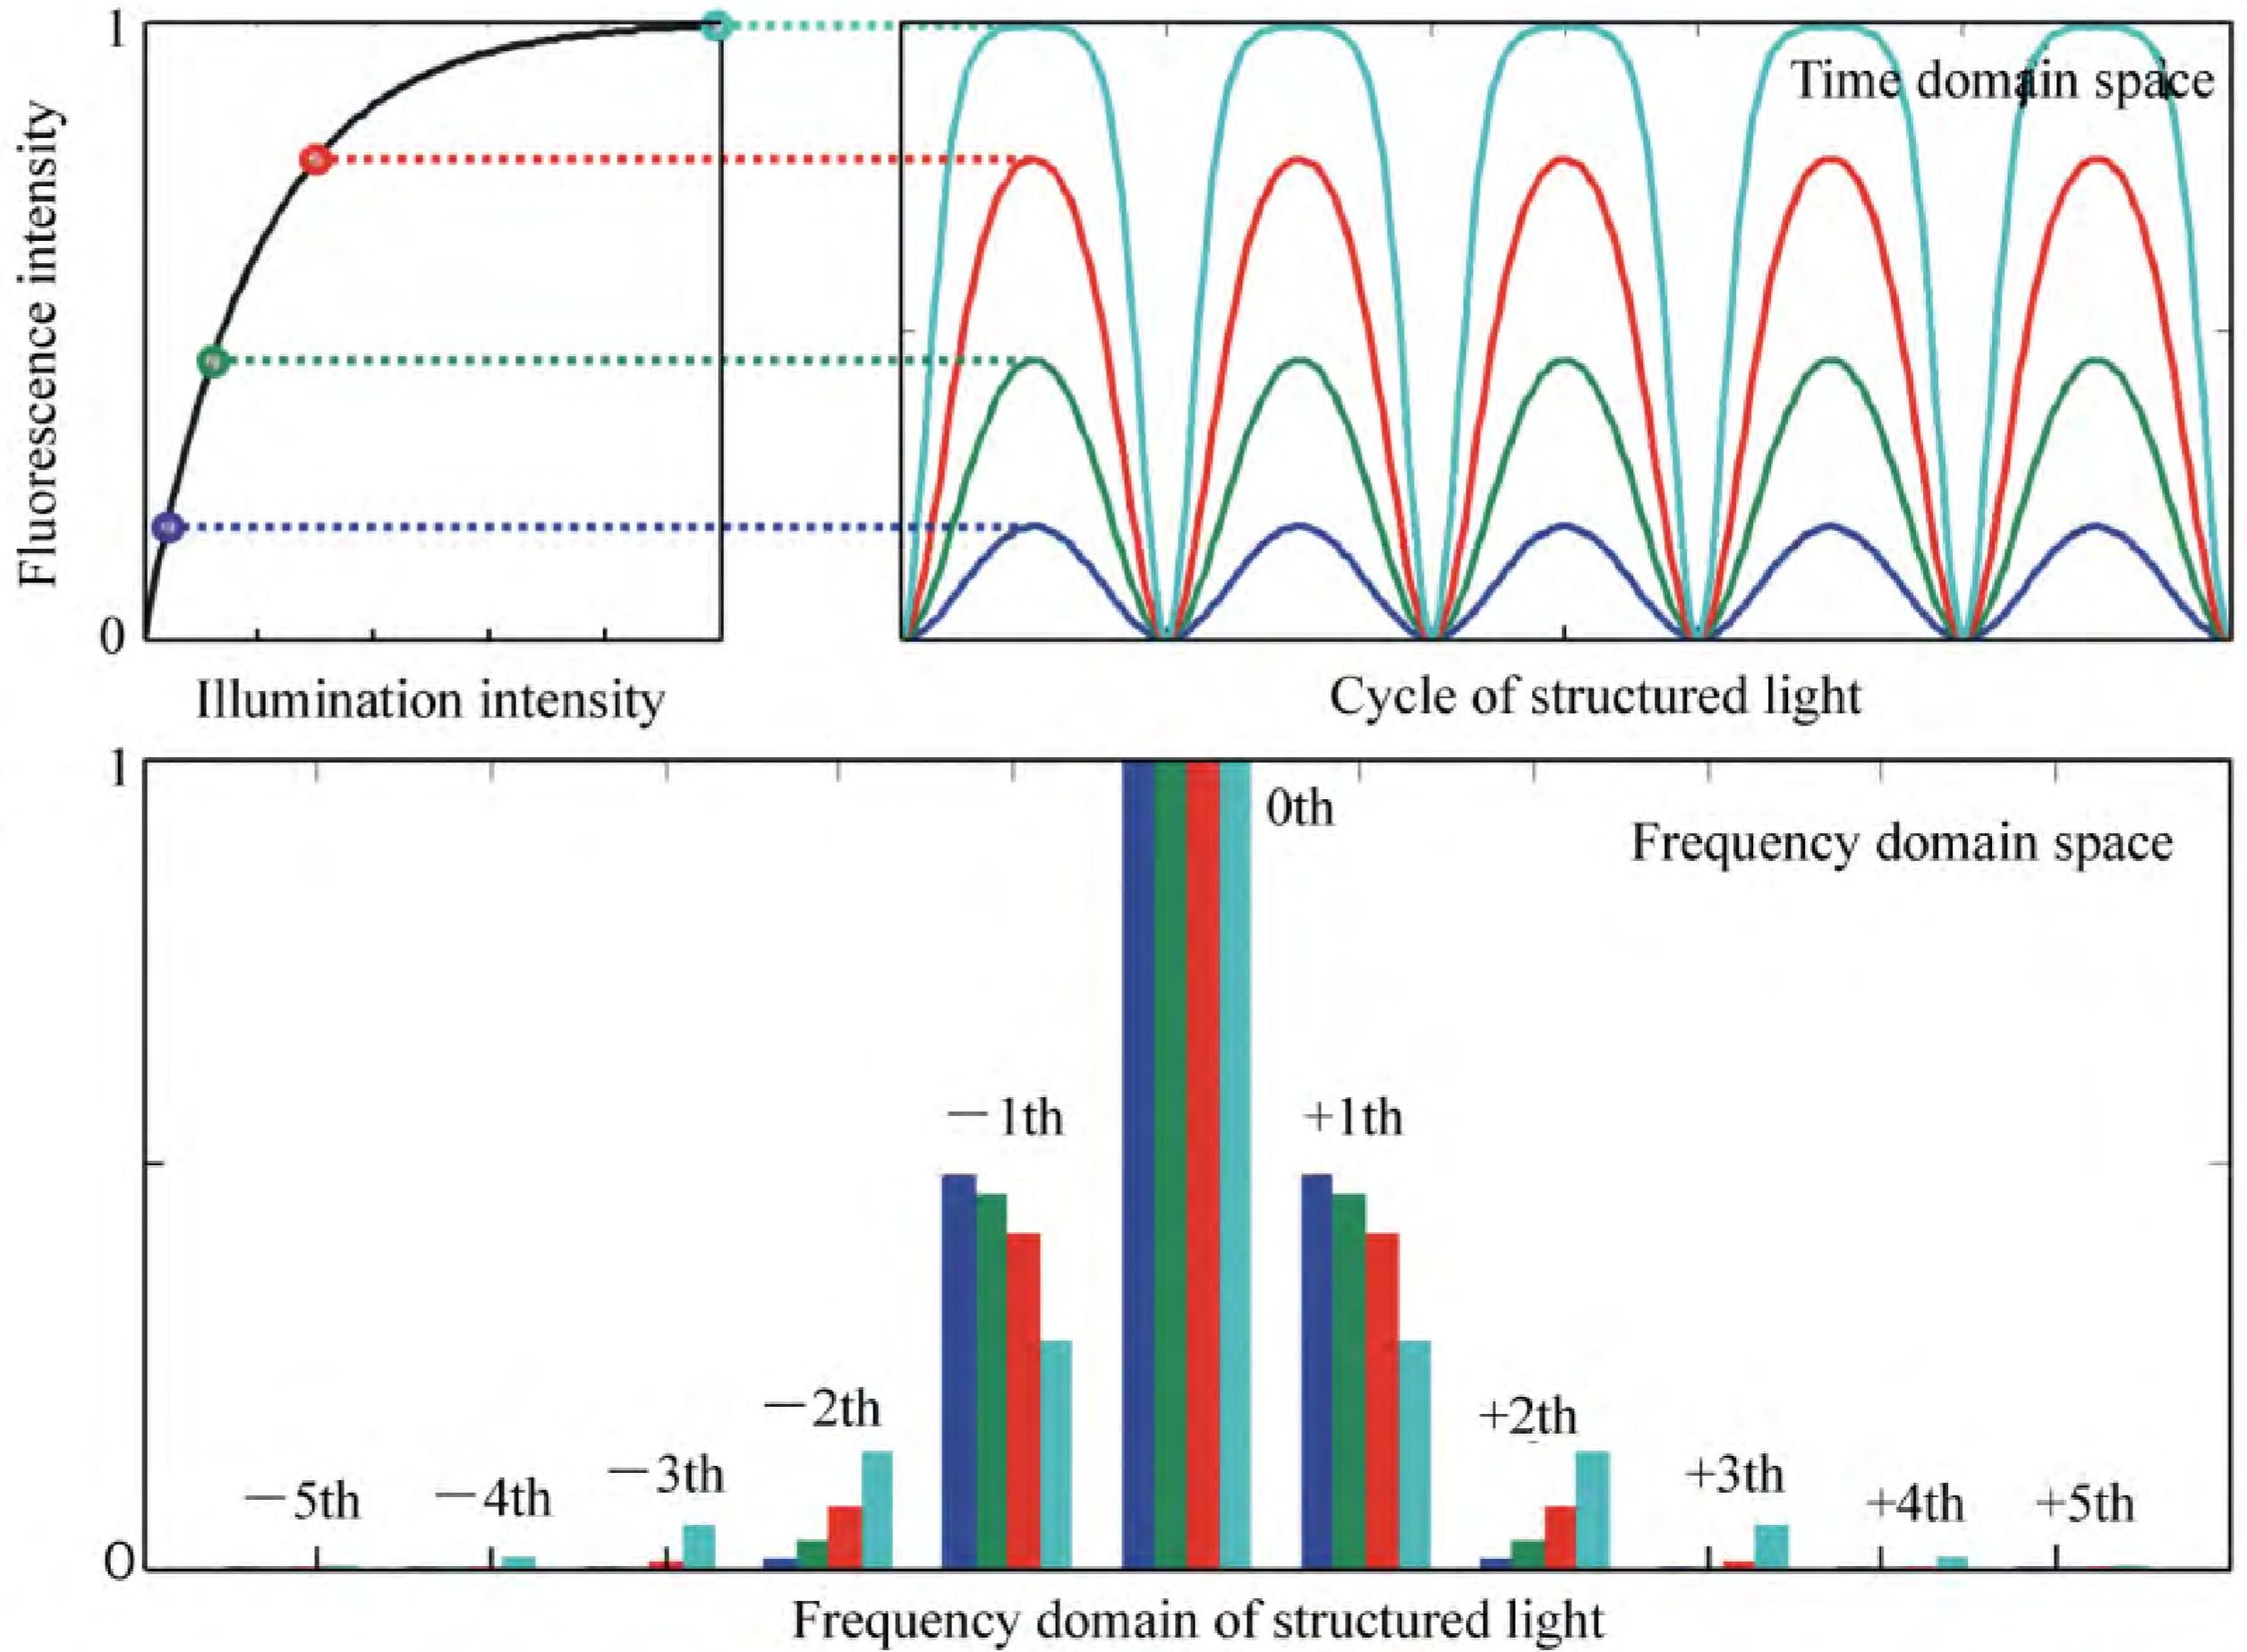 1
Fluorescence intensity
0
Illumination intensity
Time domain space
Cycle of structured light
1
0th
Frequency domain space
—1th
+1th
—2th
+2th
—3th
+3th
—5th
—4th
+4th
+5th
0
Frequency domain of structured light